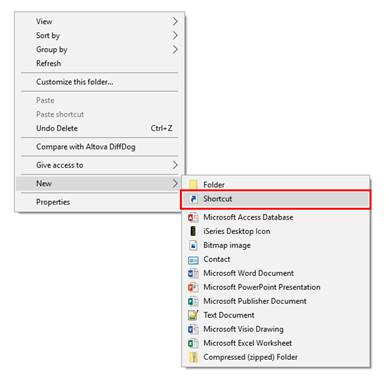 View
Sort by
Group by
Refresh
Customize this folder...
Paste
Paste shortcut
Undo Delete Ctrl+Z
Compare with Altova DiffDog
Give access to
New
Properties
Folder
Shortcut
Microsoft Access Database
iSeries Desktop Icon
Bitmap image
Contact
Microsoft Word Document
Microsoft PowerPoint Presentation
Microsoft Publisher Document
Text Document
Microsoft Visio Drawing
Microsoft Excel Worksheet
Compressed (zipped) Folder